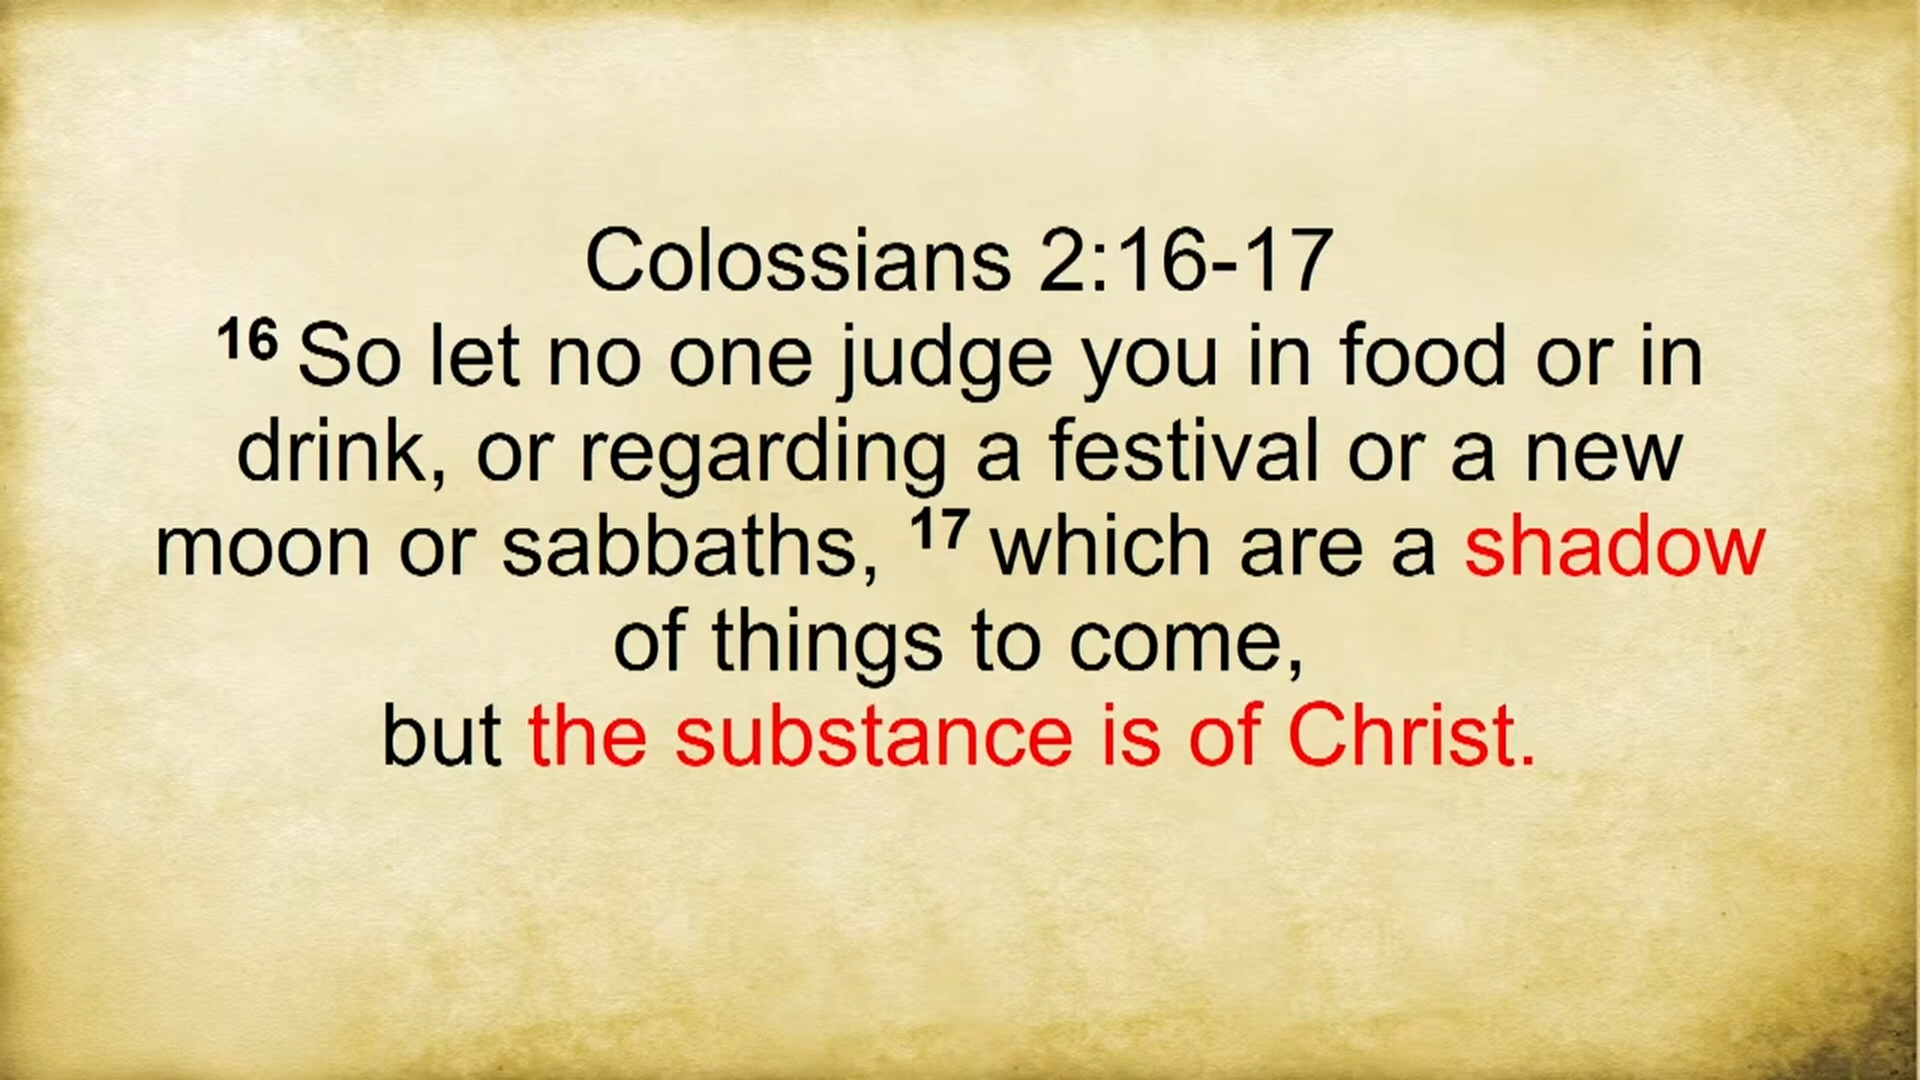 Colossians 2:16-17
16 So let no one judge you in food or in
drink, or regarding a festival or a new
moon or sabbaths, 17 which are a shadow
of things to come,
but the substance is of Christ.